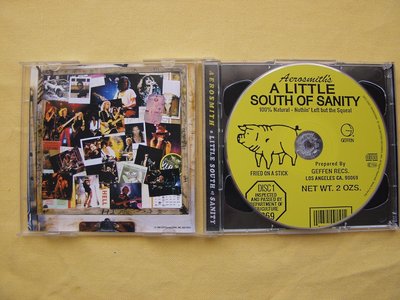 AEROSMITH A LITTLE SOUTH OF SANITY
Aerosmith's
A LITTLE
SOUTH OF SANITY
100% Natural - Nothin' Left but the Squeal
GEFFEN
FRIED ON A STICK
Prepared By
GEFFEN RECS.
LOS ANGELES CA. 90069
NET WT. 2 OZS.
DISC 1
INSPECTED
AND PASSED BY
DEPARTMENT OF